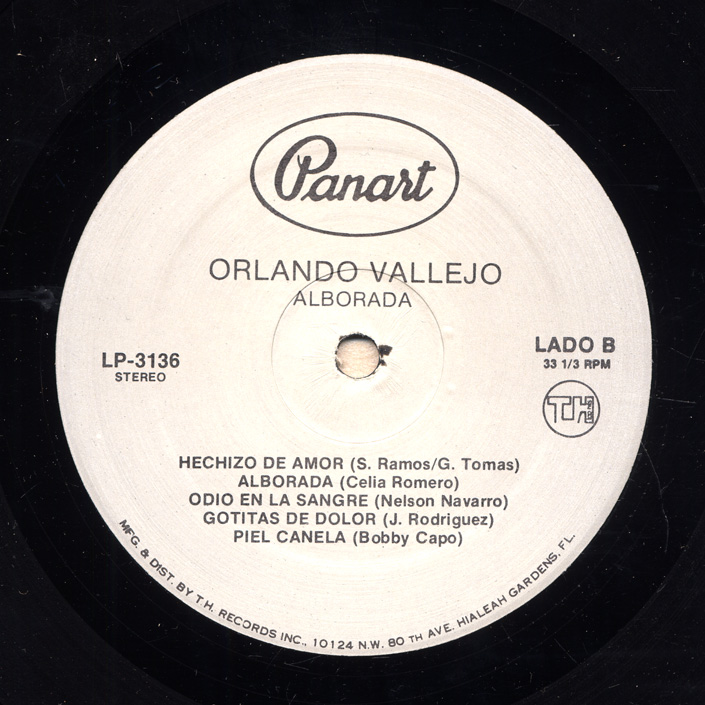 Panart
ORLANDO VALLEJO
ALBORADA
LP-3136
STEREO
LADO B
33 1/3 RPM
TH
HECHIZO DE AMOR (S. Ramos/G. Tomas)
ALBORADA (Celia Romero)
ODIO EN LA SANGRE (Nelson Navarro)
GOTITAS DE DOLOR (J. Rodriguez)
PIEL CANELA (Bobby Capo)
MFG. & DIST. BY T.H. RECORDS INC., 10124 N.W. 80 TH AVE. HIALEAH GARDENS, FL.